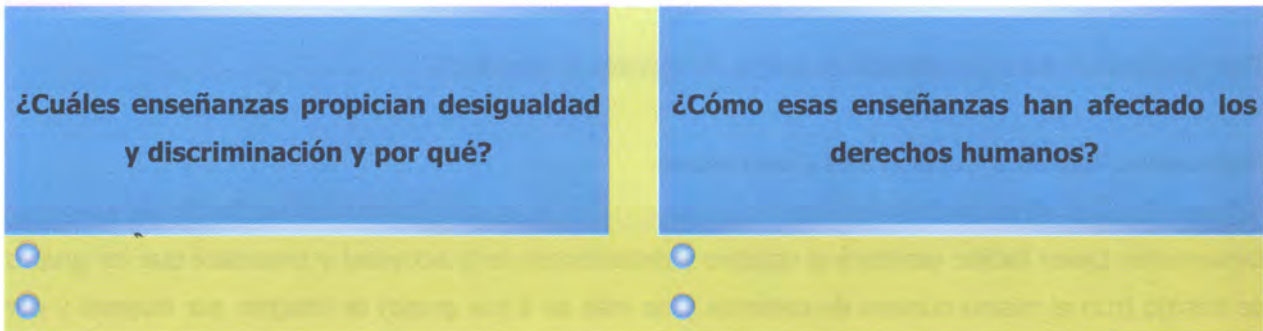 ¿Cuáles enseñanzas propician desigualdad
y discriminación y por qué?
¿Cómo esas enseñanzas han afectado los
derechos humanos?